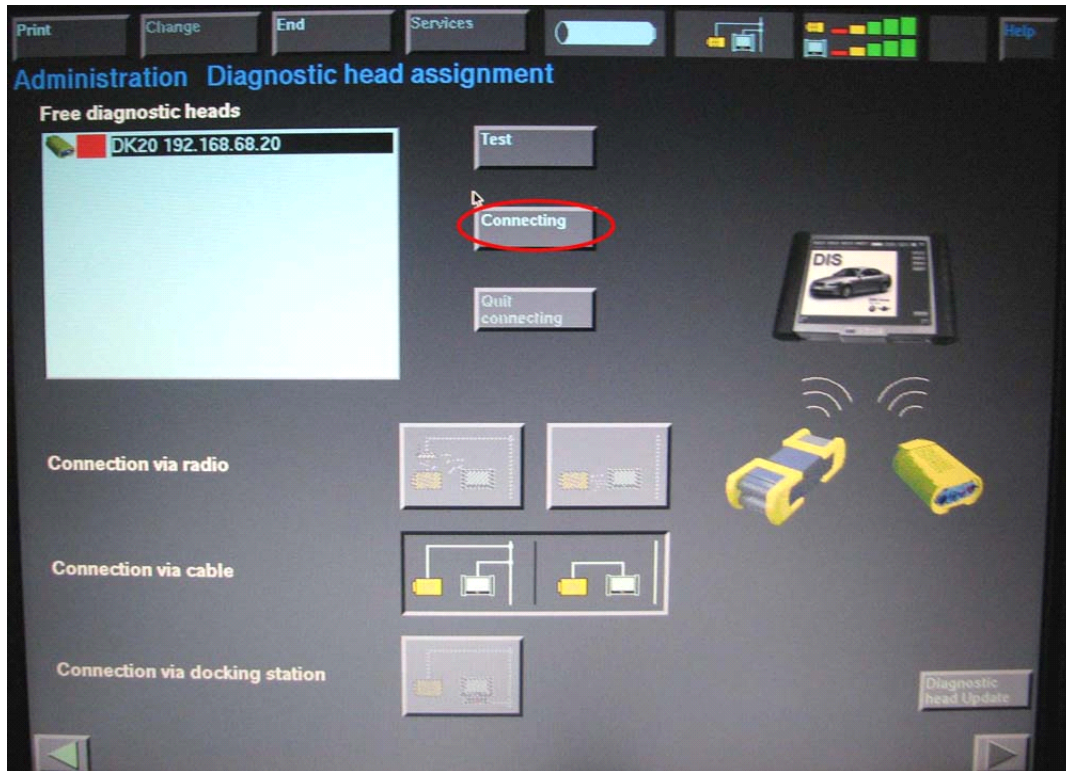 Print
Change
End
Services
Help
Administration Diagnostic head assignment
Free diagnostic heads
DK20 192.168.68.20
Test
Connecting
Quit
connecting
DIS
Connection via radio
Connection via cable
Connection via docking station
Diagnostic
head Update